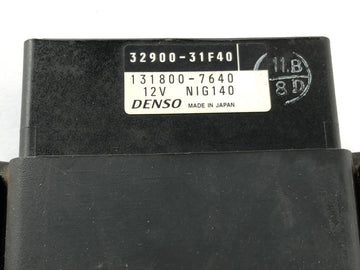 32900-31F40
131800-7640
12V NIG140
DENSO MADE IN JAPAN
11.B
8 D